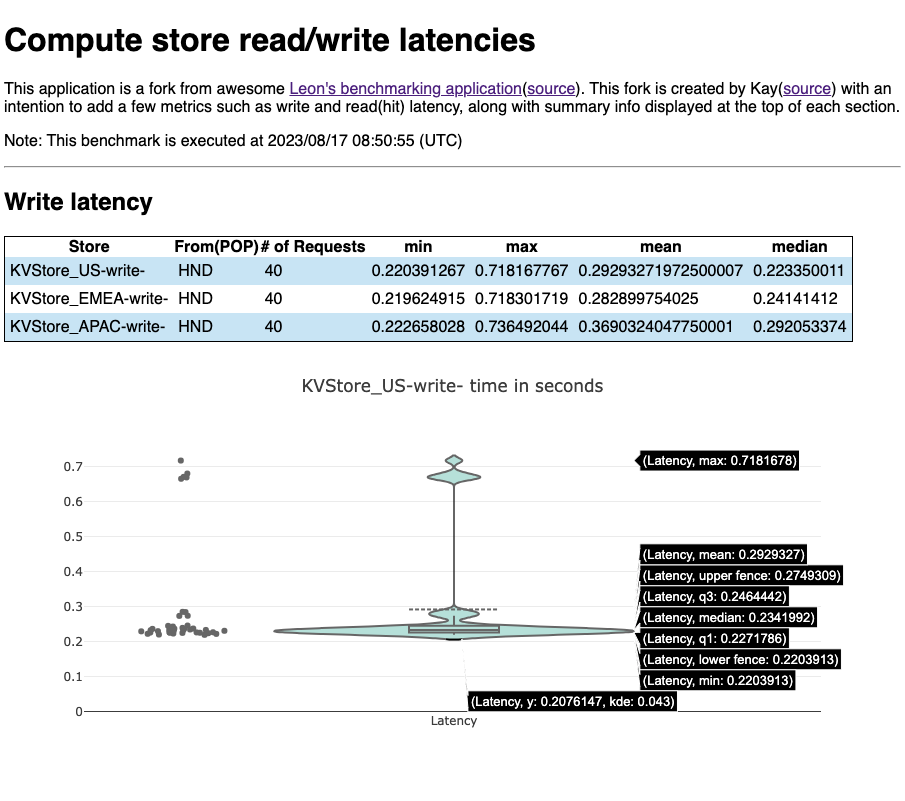 Compute store read/write latencies
This application is a fork from awesome Leon's benchmarking application(source). This fork is created by Kay(source) with an
intention to add a few metrics such as write and read(hit) latency, along with summary info displayed at the top of each section.
Note: This benchmark is executed at 2023/08/17 08:50:55 (UTC)
Write latency
Store From(POP) # of Requests min max mean median
KVStore_US-write- HND 40 0.220391267 0.718167767 0.29293271972500007 0.223350011
KVStore_EMEA-write- HND 40 0.219624915 0.718301719 0.282899754025 0.24141412
KVStore_APAC-write- HND 40 0.222658028 0.736492044 0.3690324047750001 0.292053374
KVStore_US-write- time in seconds
0.7
(Latency, max: 0.7181678)
0.6
0.5
(Latency, mean: 0.2929327)
0.4
(Latency, upper fence: 0.2749309)
(Latency, q3: 0.2464442)
0.3
(Latency, median: 0.2341992)
0.2
(Latency, q1: 0.2271786)
(Latency, lower fence: 0.2203913)
0.1
(Latency, min: 0.2203913)
(Latency, y: 0.2076147, kde: 0.043)
0
Latency